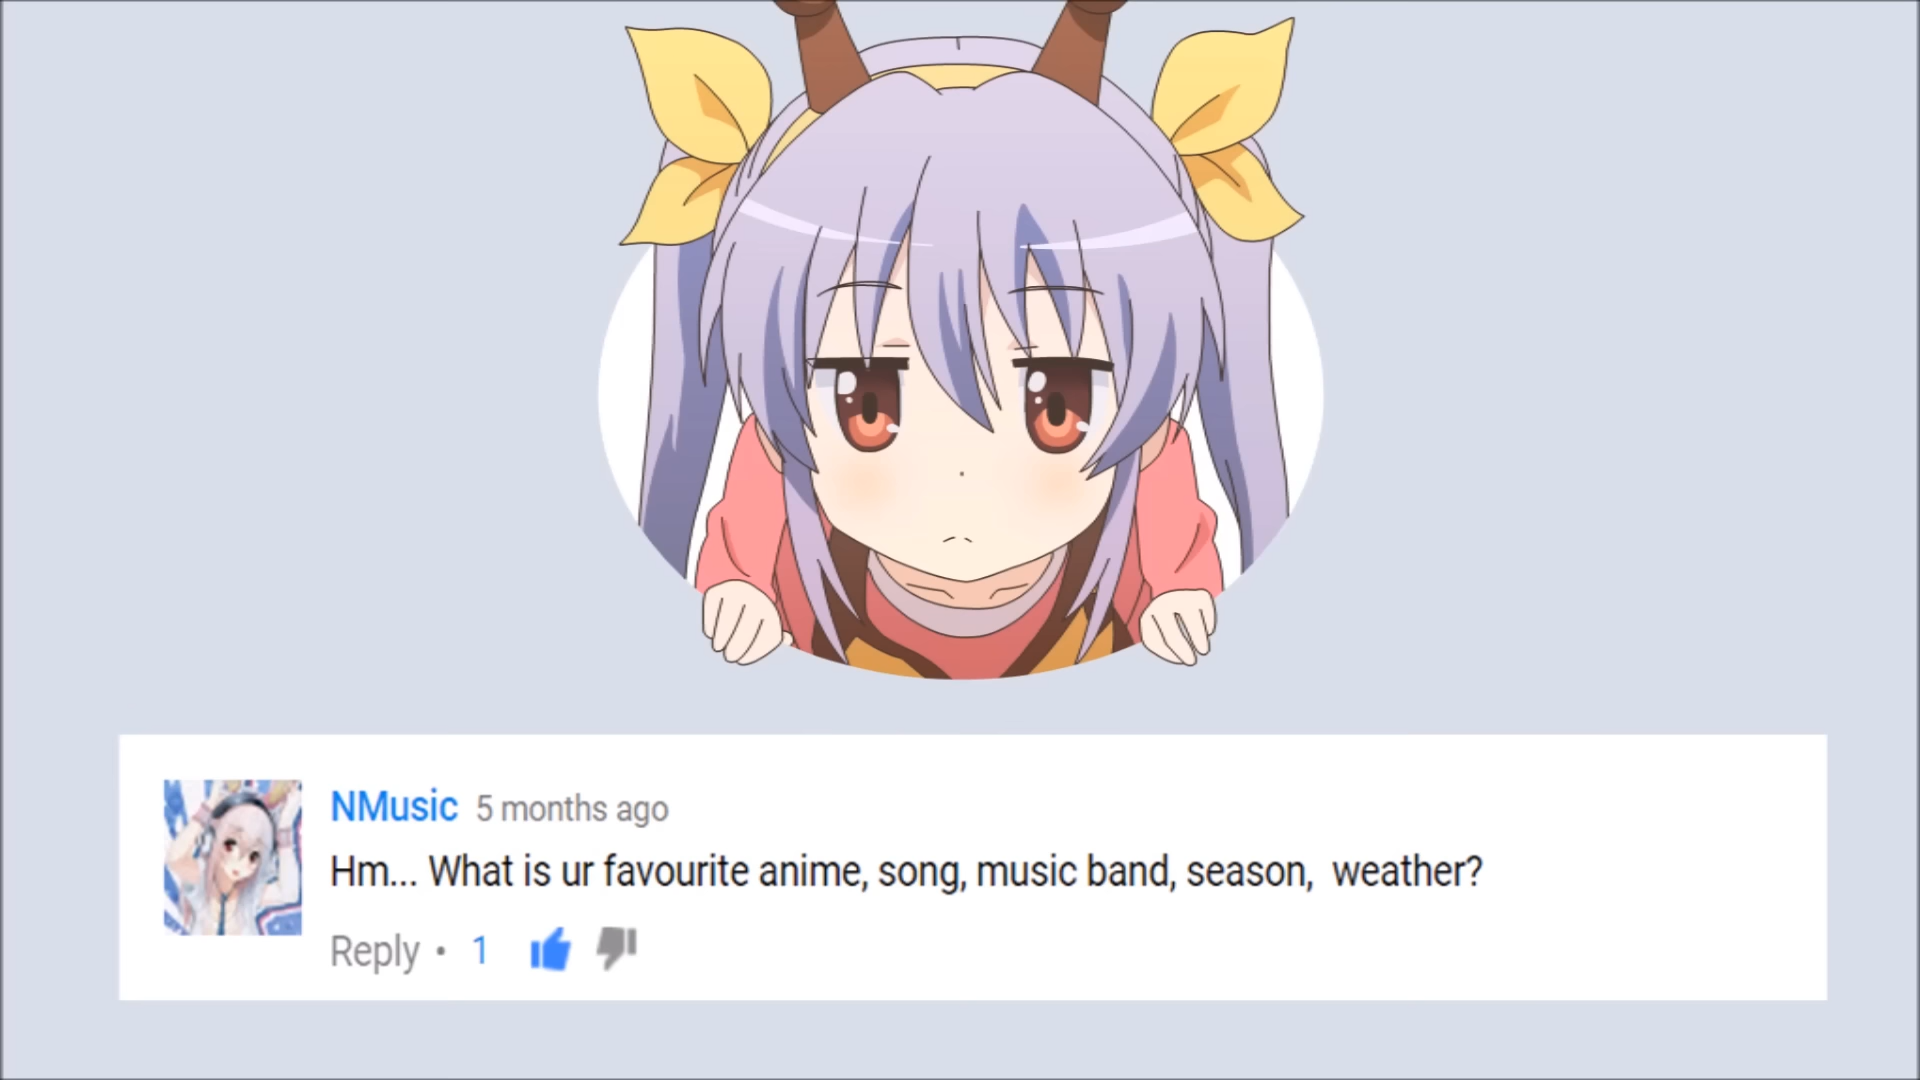 NMusic 5 months ago
Hm... What is ur favourite anime, song, music band, season,  weather?
Reply • 1